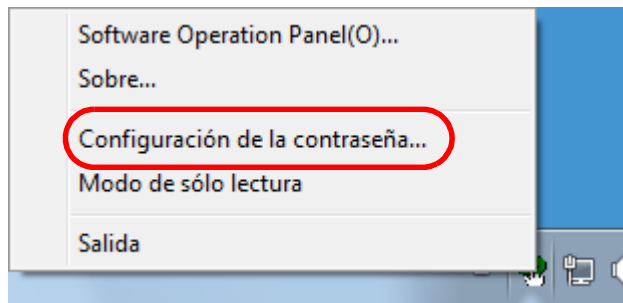 Software Operation Panel(O)...
Sobre...
Configuración de la contraseña...
Modo de sólo lectura
Salida